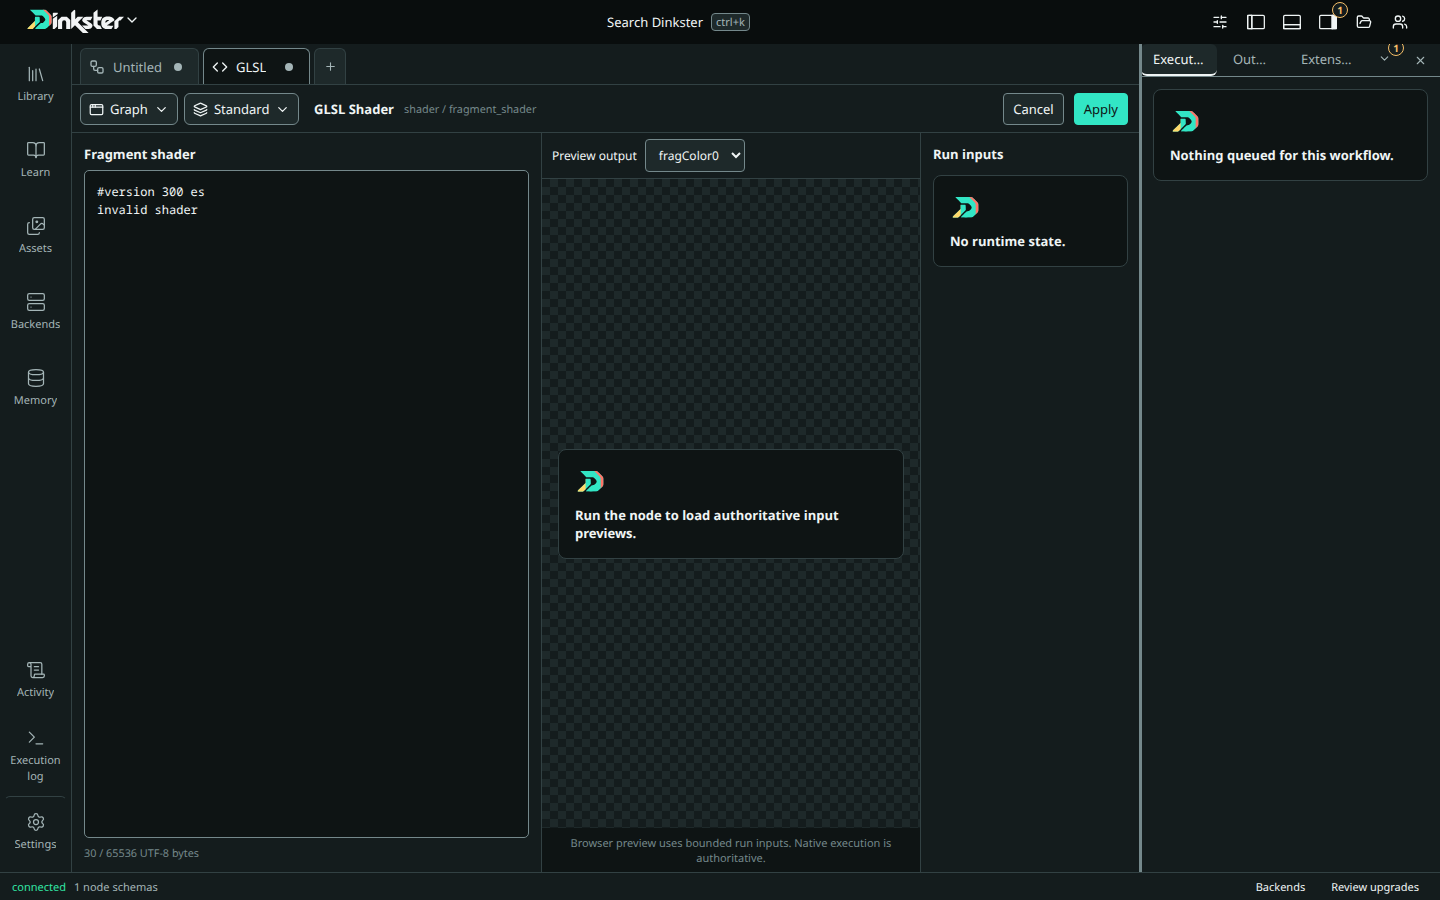 Dinkster
Search Dinkster ctrl+k
1
Library
Learn
Assets
Backends
Memory
Activity
Execution
log
Settings
Untitled
GLSL
+
Graph
Standard
GLSL Shader
shader / fragment_shader
Cancel
Apply
Fragment shader
#version 300 es
invalid shader
30 / 65536 UTF-8 bytes
Preview output
fragColor0
Run the node to load authoritative input
previews.
Browser preview uses bounded run inputs. Native execution is
authoritative.
Run inputs
No runtime state.
Execut...
Out...
Extens...
1
Nothing queued for this workflow.
connected
1 node schemas
Backends
Review upgrades